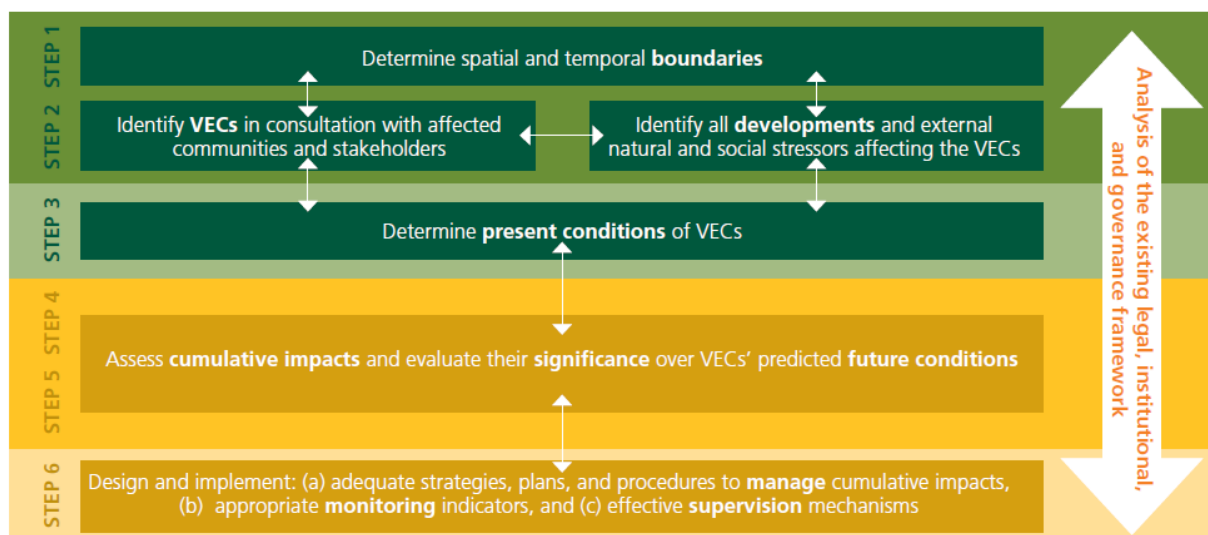 STEP 1
Determine spatial and temporal boundaries
STEP 2
Identify VECs in consultation with affected
communities and stakeholders
Identify all developments and external
natural and social stressors affecting the VECs
STEP 3
Determine present conditions of VECs
STEP 4
STEP 5
Assess cumulative impacts and evaluate their significance over VECs’ predicted future conditions
STEP 6
Design and implement: (a) adequate strategies, plans, and procedures to manage cumulative impacts,
(b) appropriate monitoring indicators, and (c) effective supervision mechanisms
Analysis of the existing legal, institutional,
and governance framework